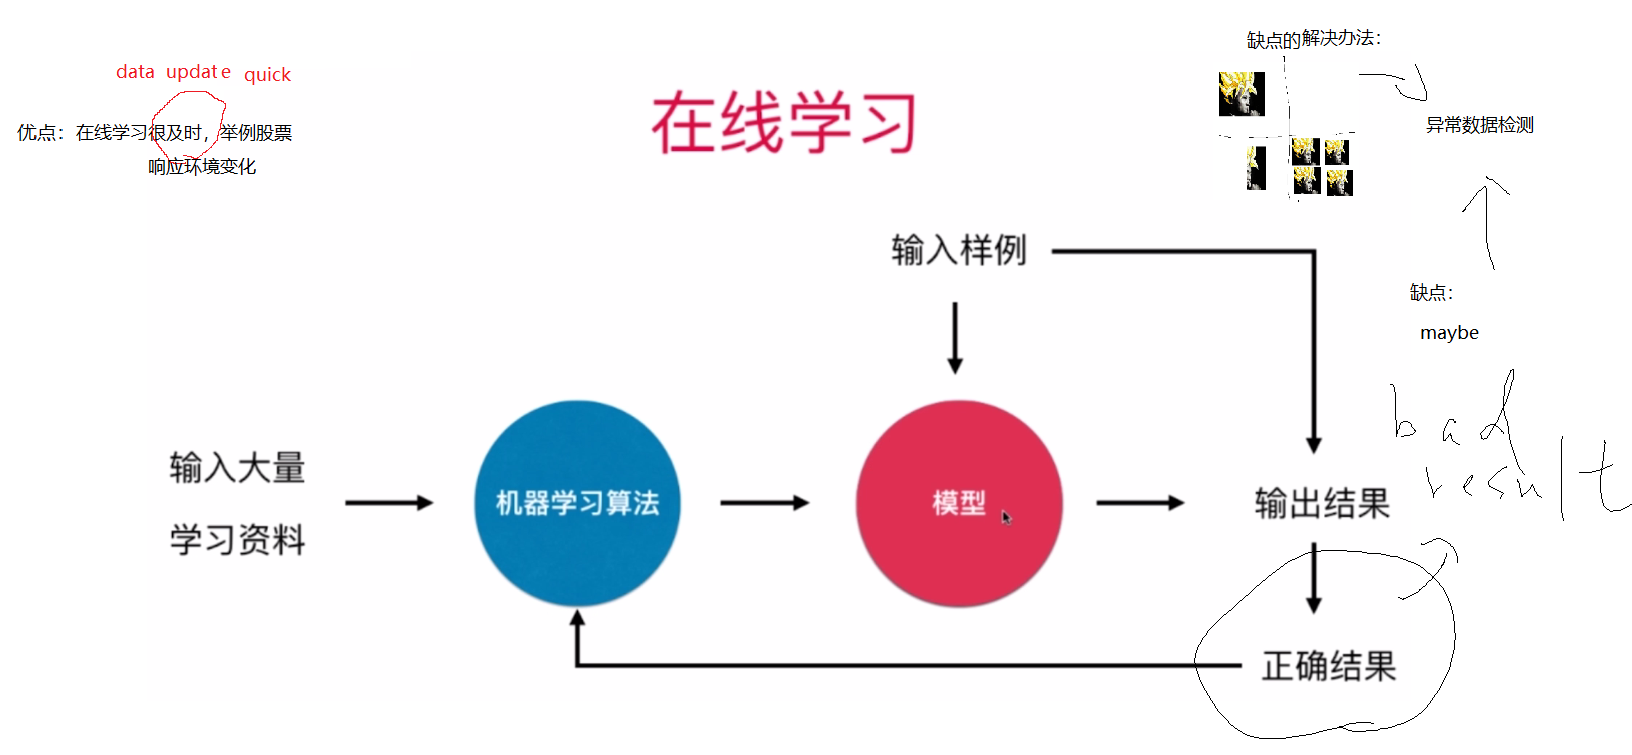 data update quick
优点：在线学习很及时，举例股票
响应环境变化
在线学习
缺点的解决办法：
异常数据检测
缺点：
maybe
bad
result
输入样例
输入大量
学习资料
机器学习算法
模型
输出结果
正确结果